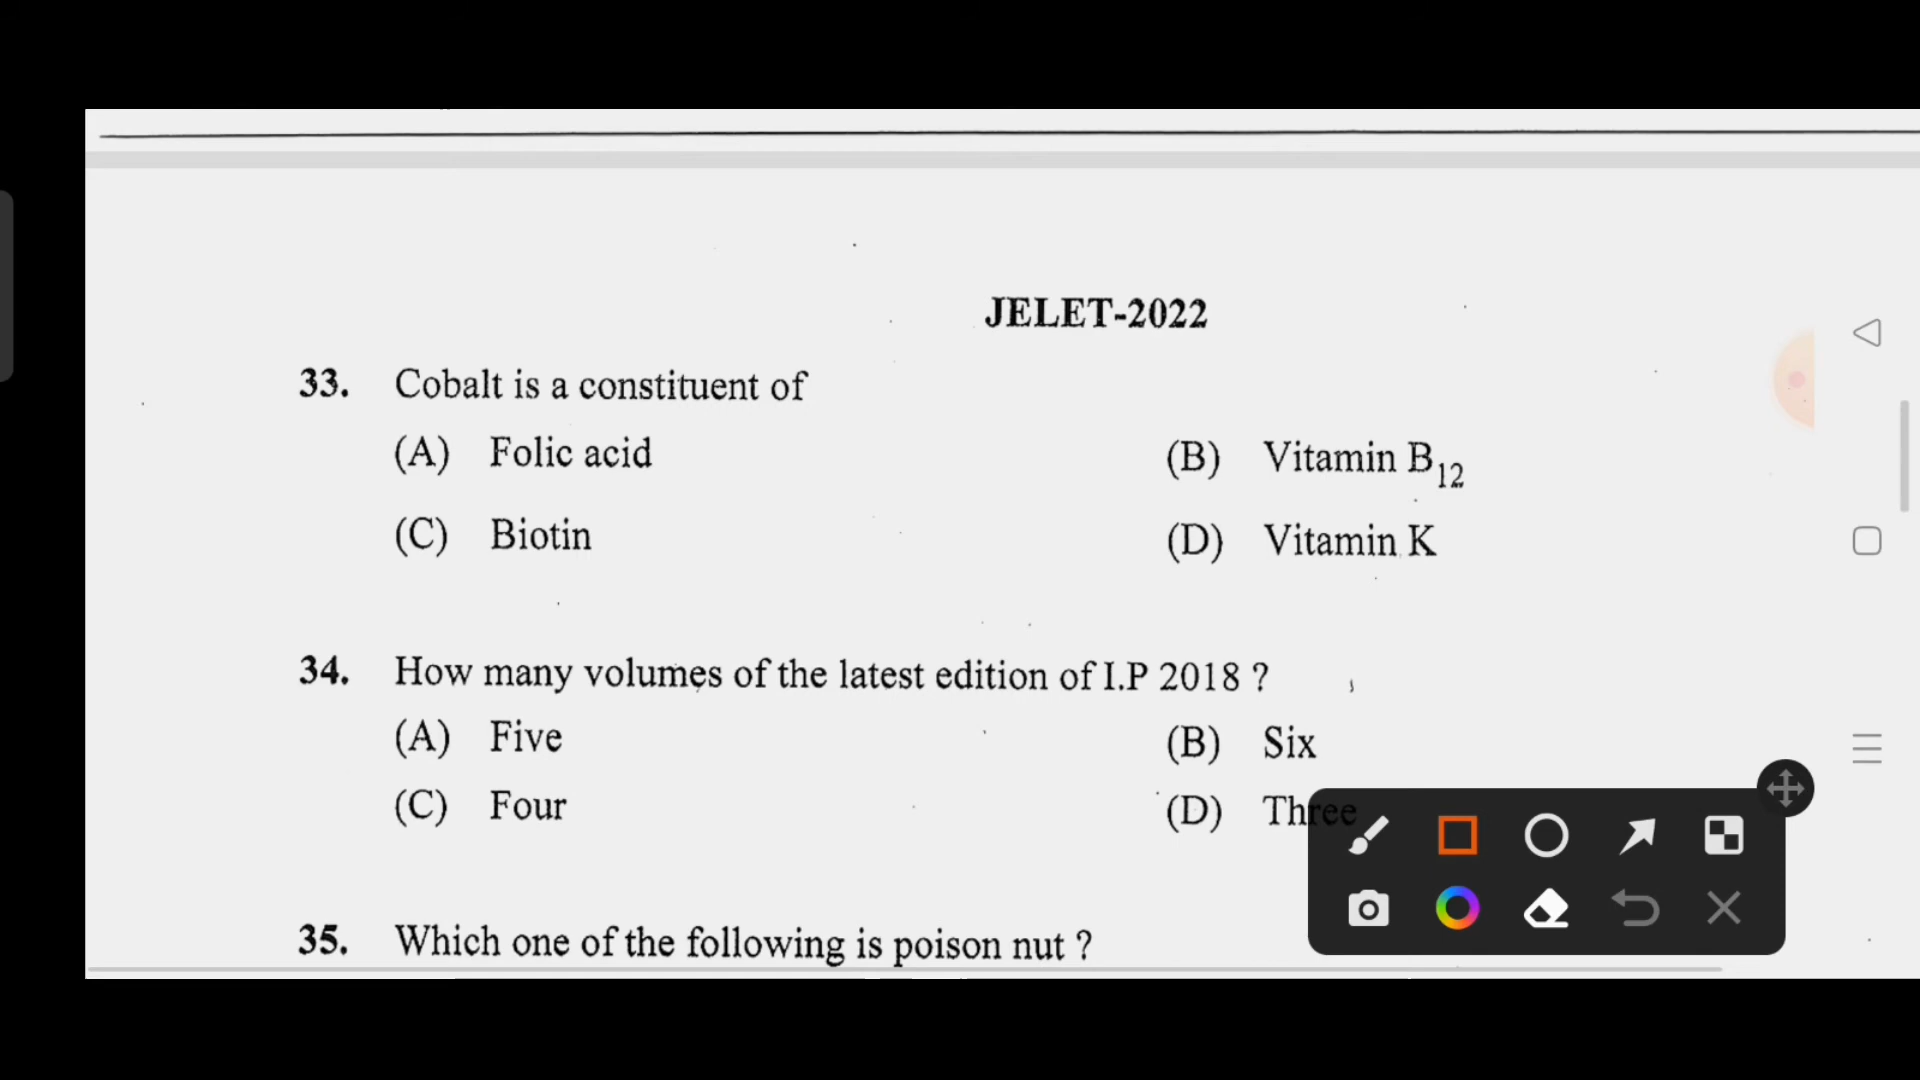 JELET-2022
33. Cobalt is a constituent of
(A) Folic acid (B) Vitamin B12
(C) Biotin (D) Vitamin K
34. How many volumes of the latest edition of I.P 2018 ?
(A) Five (B) Six
(C) Four (D) Three
35. Which one of the following is poison nut ?